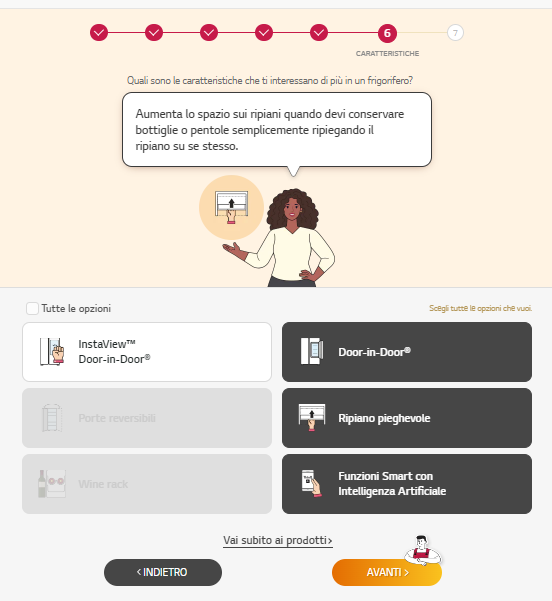 6
7
CARATTERISTICHE
Quali sono le caratteristiche che ti interessano di più in un frigorifero?
Aumenta lo spazio sui ripiani quando devi conservare
bottiglie o pentole semplicemente ripiegando il
ripiano su se stesso.
Tutte le opzioni
Scegli tutte le opzioni che vuoi.
InstaView™
Door-in-Door®
Door-in-Door®
Porte reversibili
Ripiano pieghevole
Wine rack
Funzioni Smart con
Intelligenza Artificiale
Vai subito ai prodotti>
< INDIETRO
AVANTI >